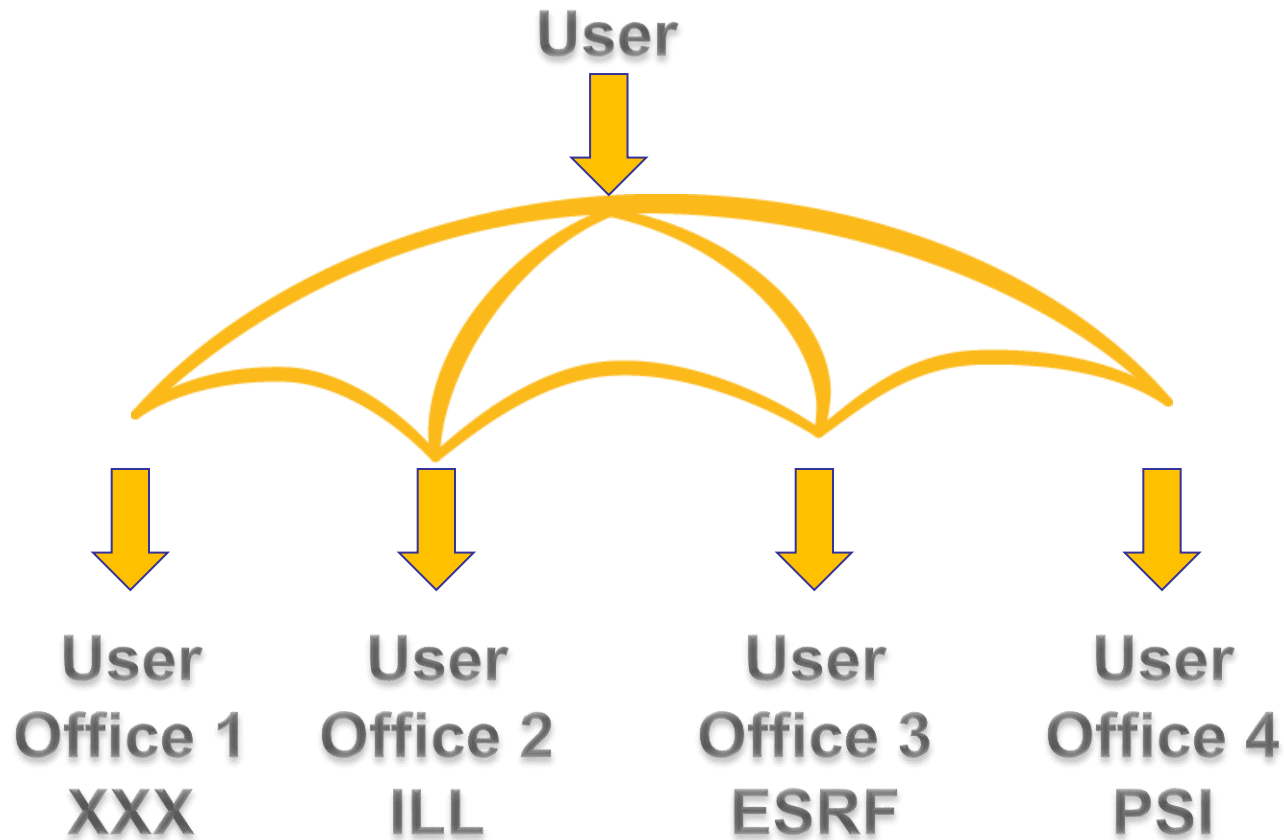 User
User
Office 1
XXX
User
Office 2
ILL
User
Office 3
ESRF
User
Office 4
PSI